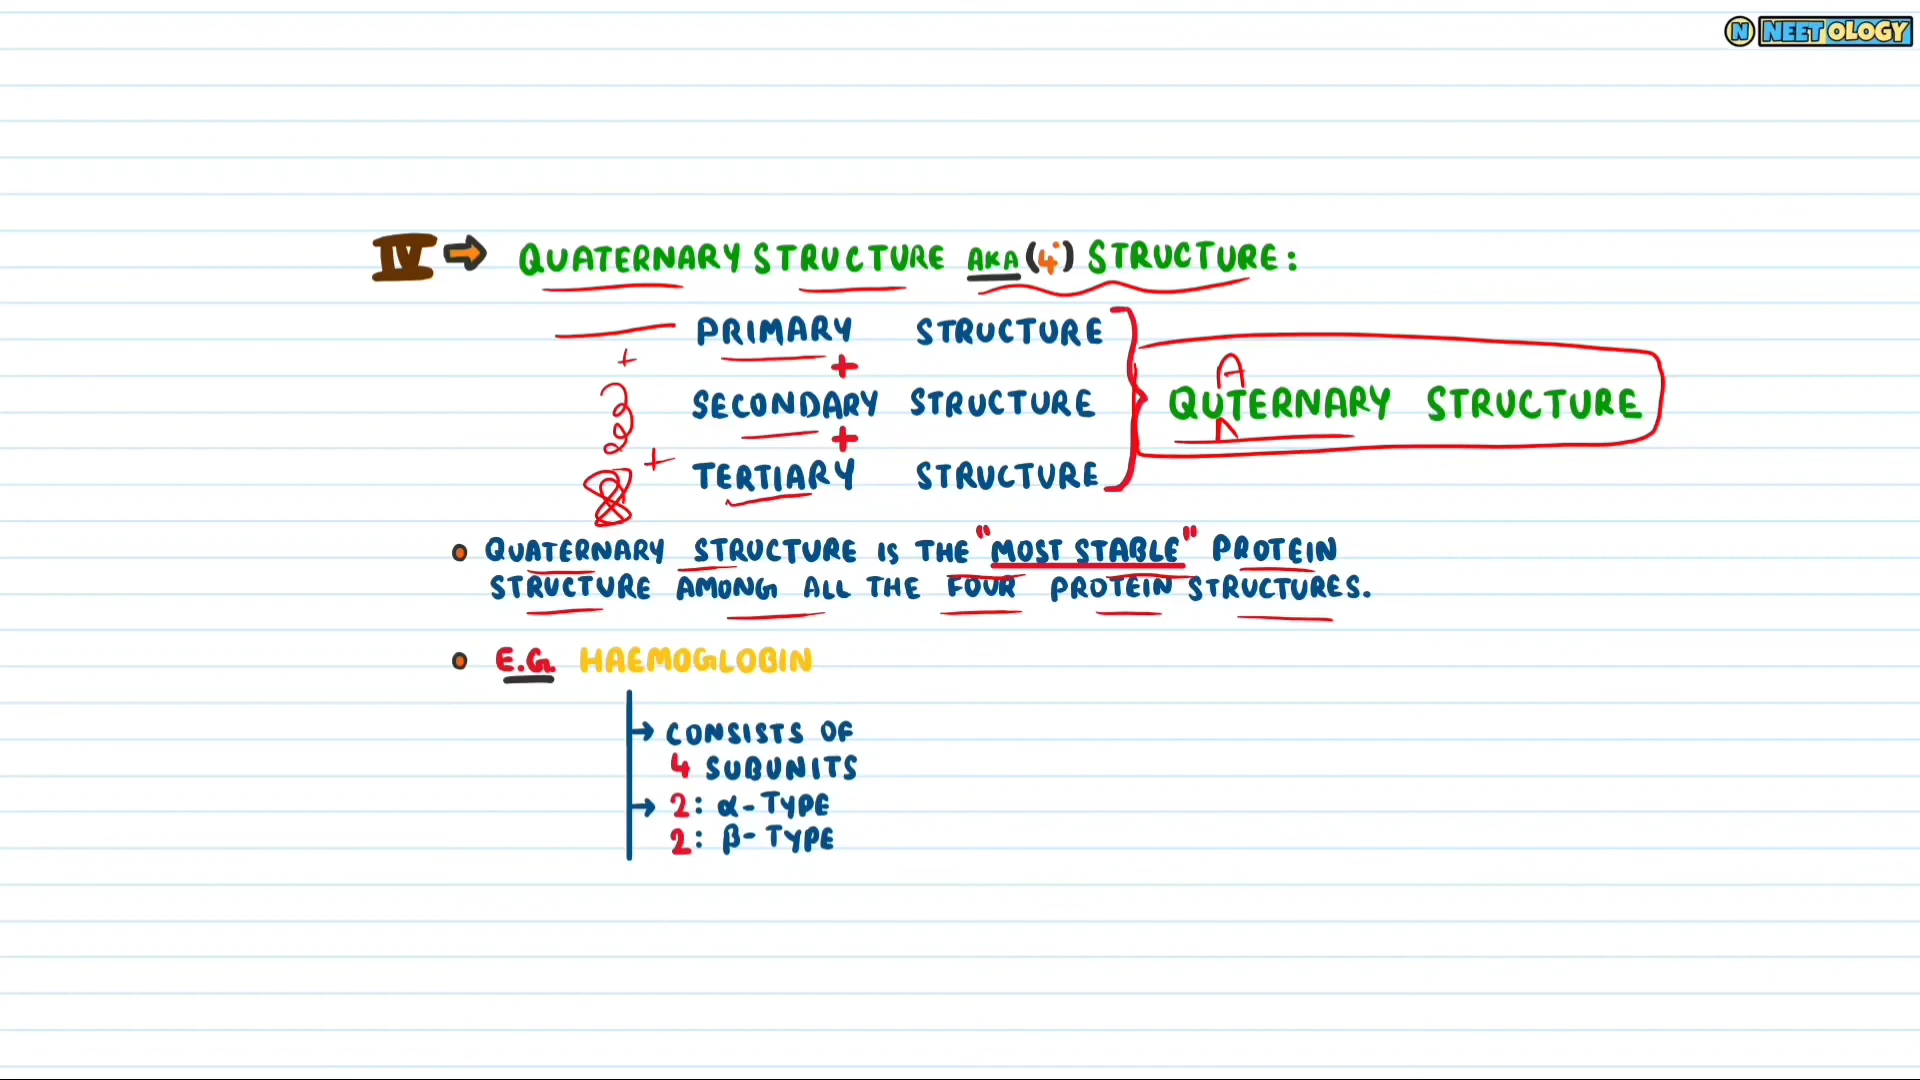 N NEETOLOGY
IV → QUATERNARY STRUCTURE AKA (4°) STRUCTURE:
PRIMARY STRUCTURE
+ +
A
SECONDARY STRUCTURE QUTERNARY STRUCTURE
+ +
TERTIARY STRUCTURE
• QUATERNARY STRUCTURE IS THE "MOST STABLE" PROTEIN
STRUCTURE AMONG ALL THE FOUR PROTEIN STRUCTURES.
• E.G. HAEMOGLOBIN
→ CONSISTS OF
4 SUBUNITS
→ 2: α-TYPE
2: β-TYPE